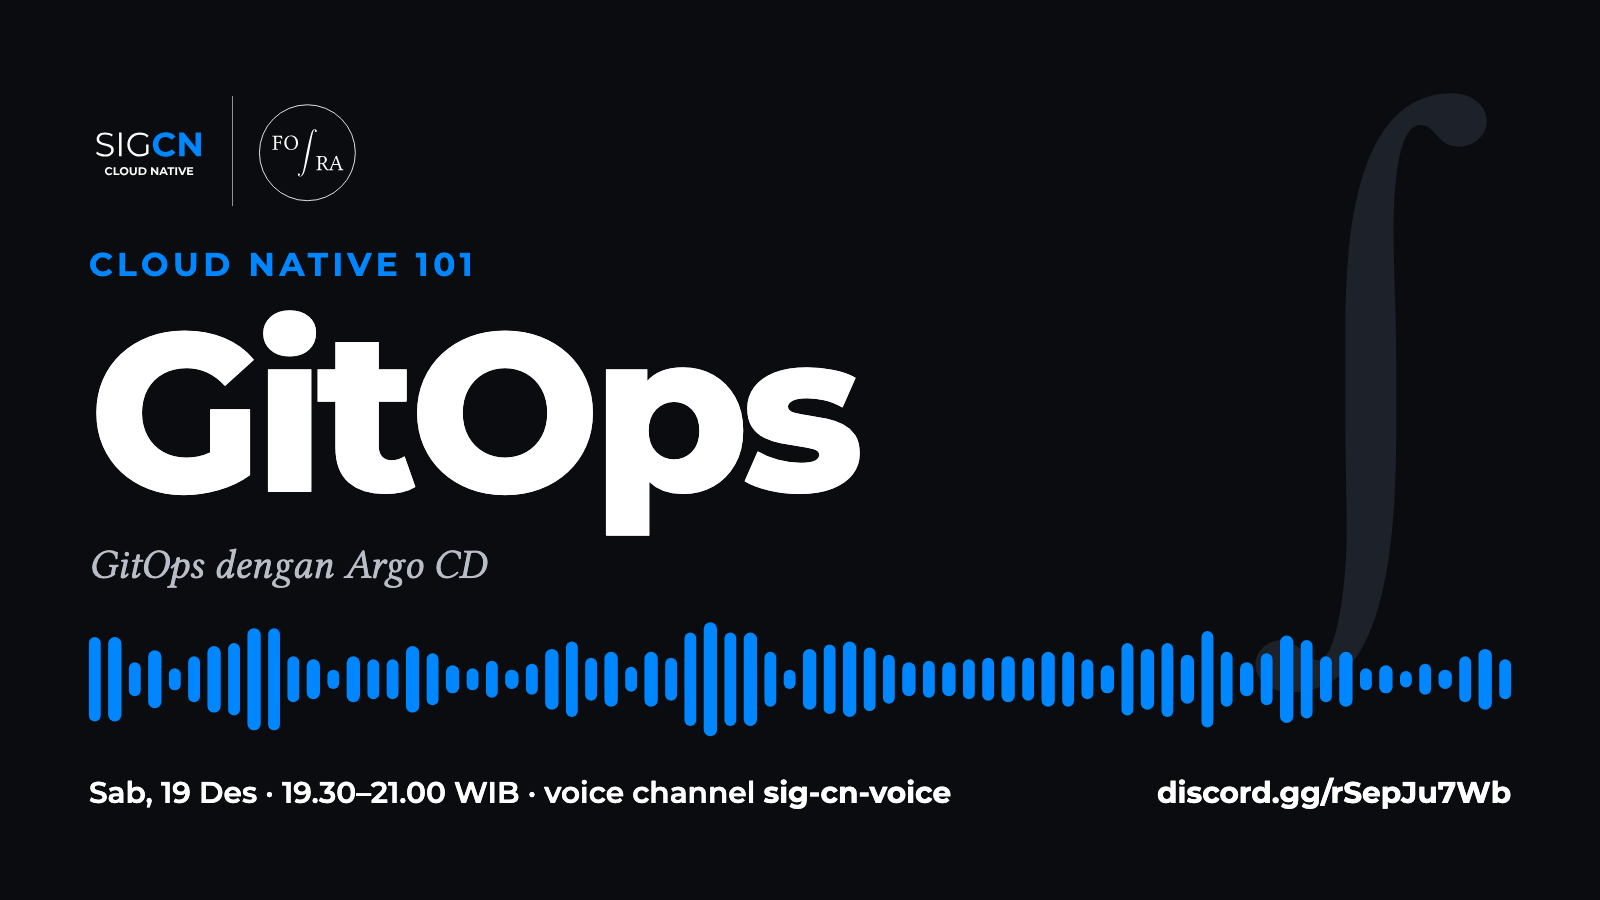 SIGCN
CLOUD NATIVE
FO∫RA
CLOUD NATIVE 101
GitOps
GitOps dengan Argo CD
Sab, 19 Des · 19.30–21.00 WIB · voice channel sig-cn-voice
discord.gg/rSepJu7Wb